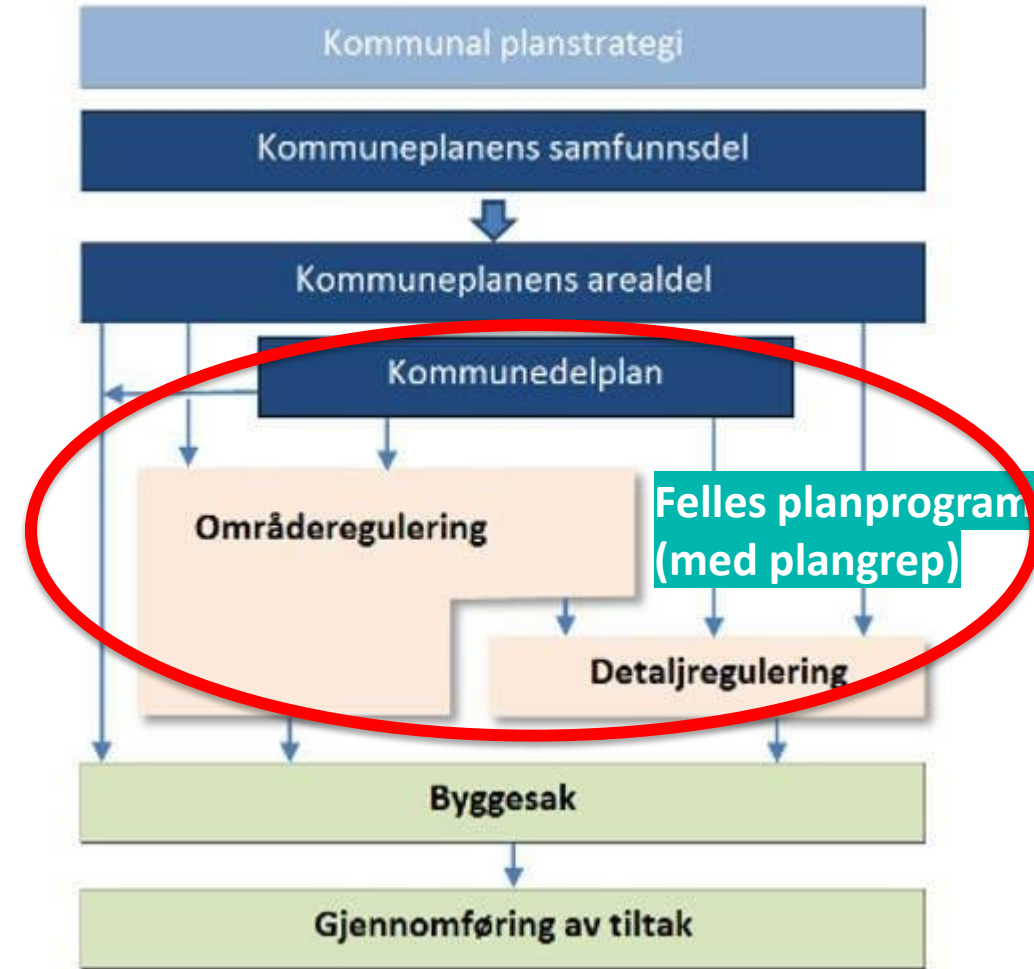 Kommunal planstrategi
Kommuneplanens samfunnsdel
Kommuneplanens arealdel
Kommunedelplan
Områderegulering
Felles planprogram
(med plangrep)
Detaljregulering
Byggesak
Gjennomføring av tiltak